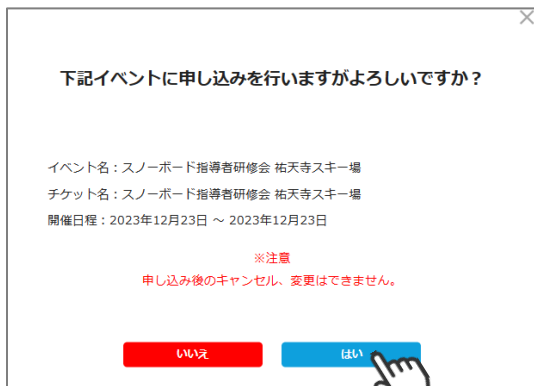 下記イベントに申し込みを行いますがよろしいですか？
イベント名：スノーボード指導者研修会 祐天寺スキー場
チケット名：スノーボード指導者研修会 祐天寺スキー場
開催日程：2023年12月23日 ～ 2023年12月23日
※注意
申し込み後のキャンセル、変更はできません。
いいえ
はい